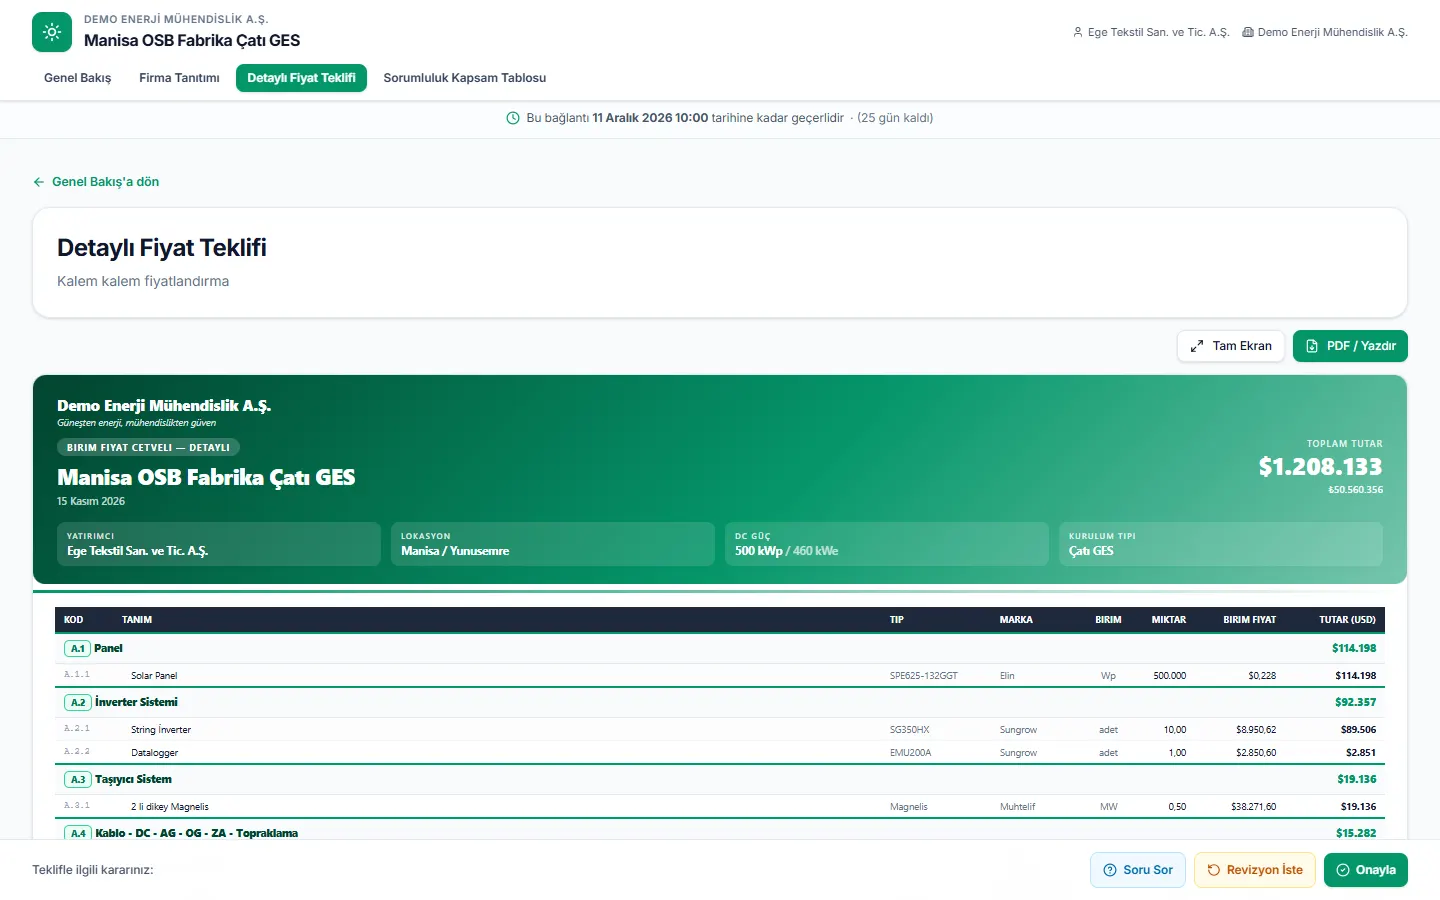 DEMO ENERJİ MÜHENDİSLİK A.Ş.
Manisa OSB Fabrika Çatı GES
Ege Tekstil San. ve Tic. A.Ş. Demo Enerji Mühendislik A.Ş.
Genel Bakış Firma Tanıtımı Detaylı Fiyat Teklifi Sorumluluk Kapsam Tablosu
Bu bağlantı 11 Aralık 2026 10:00 tarihine kadar geçerlidir · (25 gün kaldı)
← Genel Bakış'a dön
Detaylı Fiyat Teklifi
Kalem kalem fiyatlandırma
Tam Ekran PDF / Yazdır
Demo Enerji Mühendislik A.Ş.
Güneşten enerji, mühendislikten güven
BIRIM FIYAT CETVELI — DETAYLI
Manisa OSB Fabrika Çatı GES
15 Kasım 2026
TOPLAM TUTAR
$1.208.133
₺50.560.356
YATIRIMCI
Ege Tekstil San. ve Tic. A.Ş.
LOKASYON
Manisa / Yunusemre
DC GÜÇ
500 kWp / 460 kWe
KURULUM TIPI
Çatı GES
KOD TANIM TIP MARKA BIRIM MIKTAR BIRIM FIYAT TUTAR (USD)
A.1 Panel $114.198
A.1.1 Solar Panel SPE625-132GGT Elin Wp 500.000 $0,228 $114.198
A.2 İnverter Sistemi $92.357
A.2.1 String İnverter SG350HX Sungrow adet 10,00 $8.950,62 $89.506
A.2.2 Datalogger EMU200A Sungrow adet 1,00 $2.850,60 $2.851
A.3 Taşıyıcı Sistem $19.136
A.3.1 2 li dikey Magnelis Magnelis Muhtelif MW 0,50 $38.271,60 $19.136
A.4 Kablo - DC - AG - OG - ZA - Topraklama $15.282
Teklifle ilgili kararınız:
Soru Sor Revizyon İste Onayla